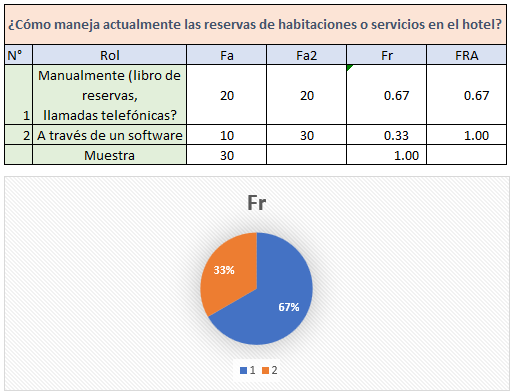 ¿Cómo maneja actualmente las reservas de habitaciones o servicios en el hotel?
N° Rol Fa Fa2 Fr FRA
Manualmente (libro de
reservas,
1 llamadas telefónicas? 20 20 0.67 0.67
2 A través de un software 10 30 0.33 1.00
Muestra 30 1.00
Fr
33%
67%
1 2